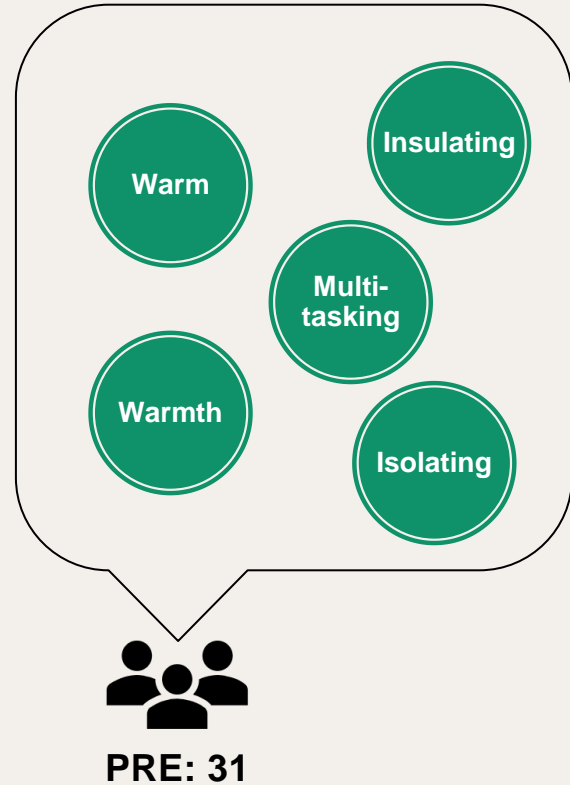 Warm
Insulating
Multi-
tasking
Warmth
Isolating
PRE: 31